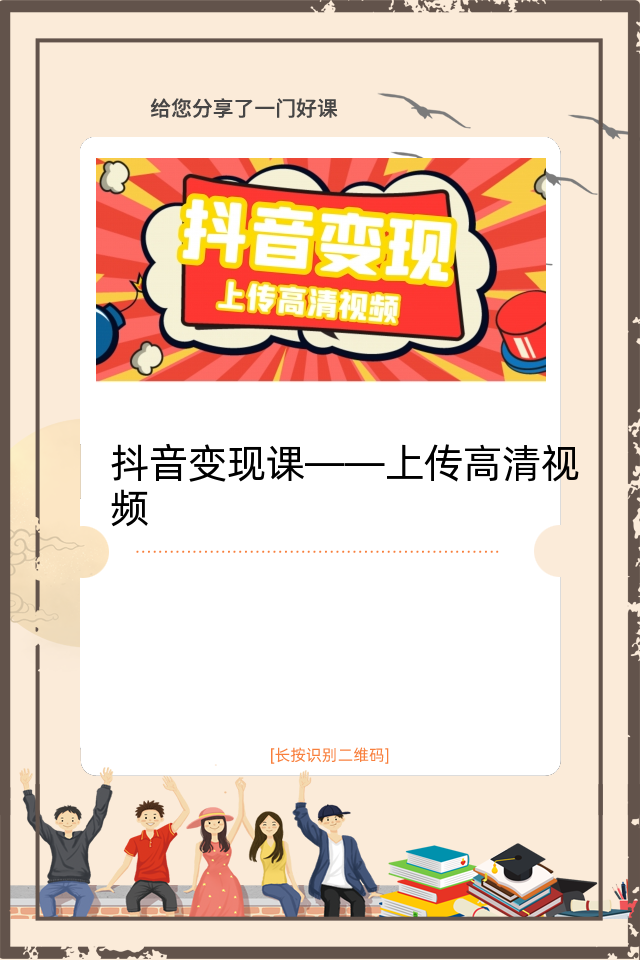 给您分享了一门好课
抖音变现
上传高清视频
抖音变现课——上传高清视
频
[长按识别二维码]